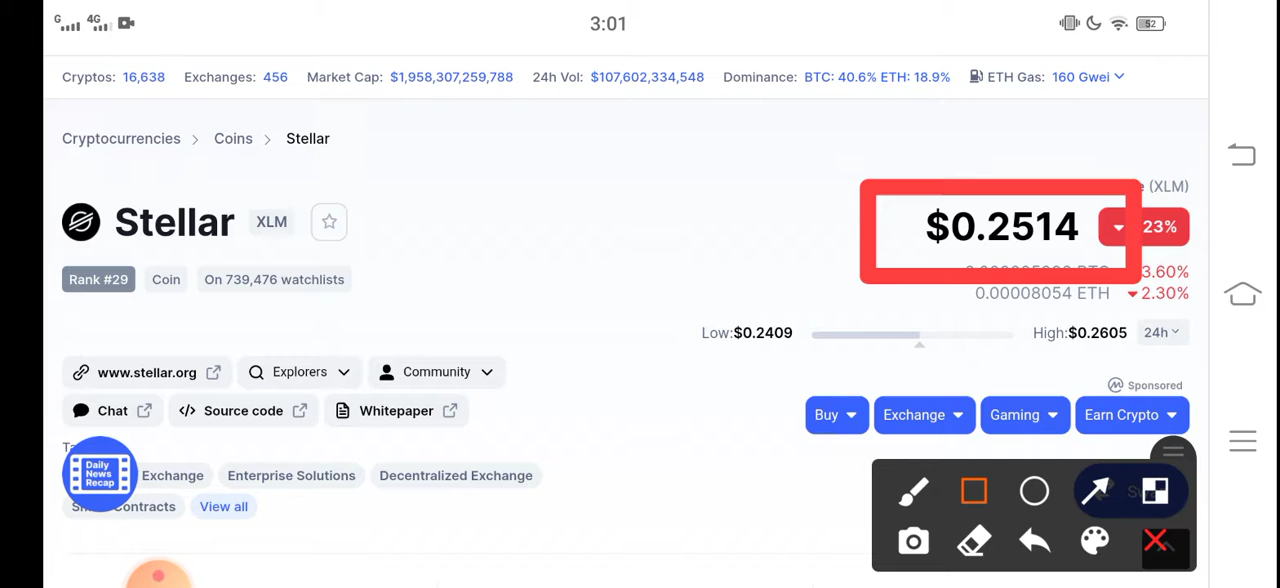 G 4G 3:01 52
Cryptos: 16,638 Exchanges: 456 Market Cap: $1,958,307,259,788 24h Vol: $107,602,334,548 Dominance: BTC: 40.6% ETH: 18.9% ETH Gas: 160 Gwei
Cryptocurrencies > Coins > Stellar
(XLM)
Stellar XLM $0.2514 23%
3.60%
Rank #29 Coin On 739,476 watchlists
0.00008054 ETH 2.30%
Low:$0.2409 High:$0.2605 24h
www.stellar.org Explorers Community
Sponsored
Chat Source code Whitepaper
Buy Exchange Gaming Earn Crypto
Daily
News
Recap
Exchange Enterprise Solutions Decentralized Exchange
Contracts View all